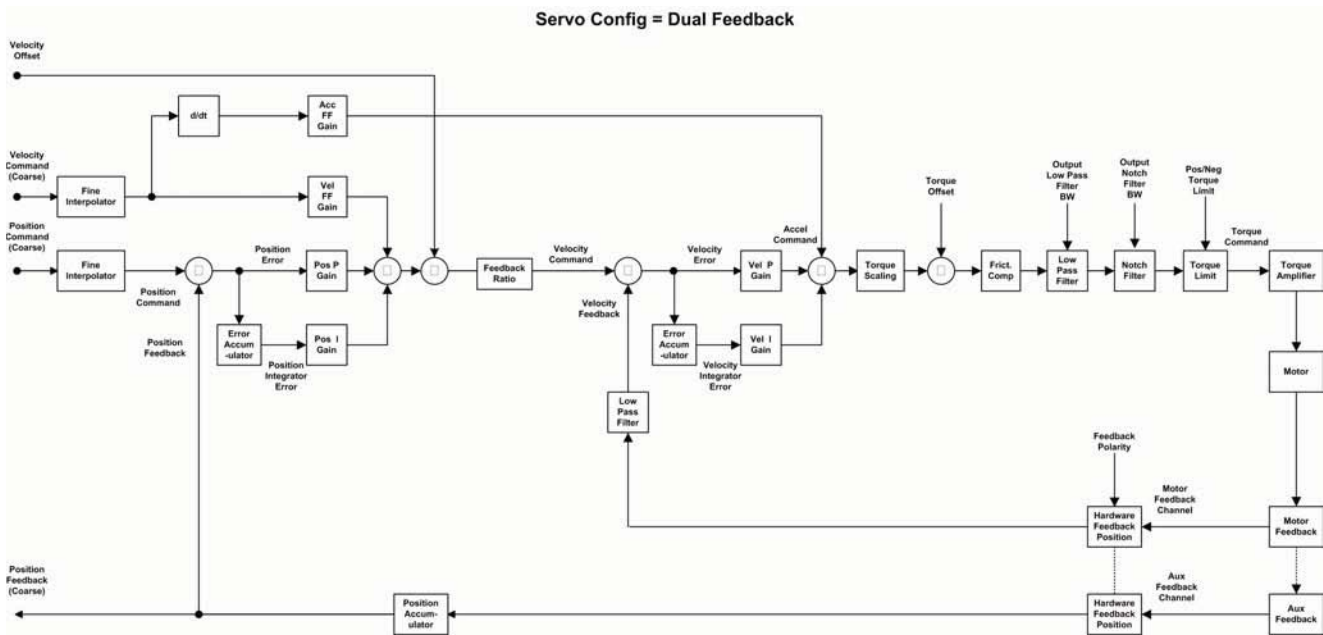 Servo Config = Dual Feedback
Velocity
Offset
d/dt
Acc
FF
Gain
Velocity
Command
(Coarse)
Fine
Interpolator
Vel
FF
Gain
Torque
Offset
Output
Low Pass
Filter
BW
Output
Notch
Filter
BW
Pos/Neg
Torque
Limit
Position
Command
(Coarse)
Fine
Interpolator
Position
Command
Position
Error
Pos P
Gain
Feedback
Ratio
Velocity
Command
Velocity
Error
Vel P
Gain
Accel
Command
Torque
Scaling
Frict.
Comp
Low
Pass
Filter
Notch
Filter
Torque
Limit
Torque
Command
Torque
Amplifier
Position
Feedback
Error
Accum
-ulator
Position
Integrator
Error
Pos I
Gain
Velocity
Feedback
Error
Accum
-ulator
Velocity
Integrator
Error
Vel I
Gain
Motor
Low
Pass
Filter
Feedback
Polarity
Hardware
Feedback
Position
Motor
Feedback
Channel
Motor
Feedback
Position
Feedback
(Coarse)
Position
Accum-
ulator
Hardware
Feedback
Position
Aux
Feedback
Channel
Aux
Feedback